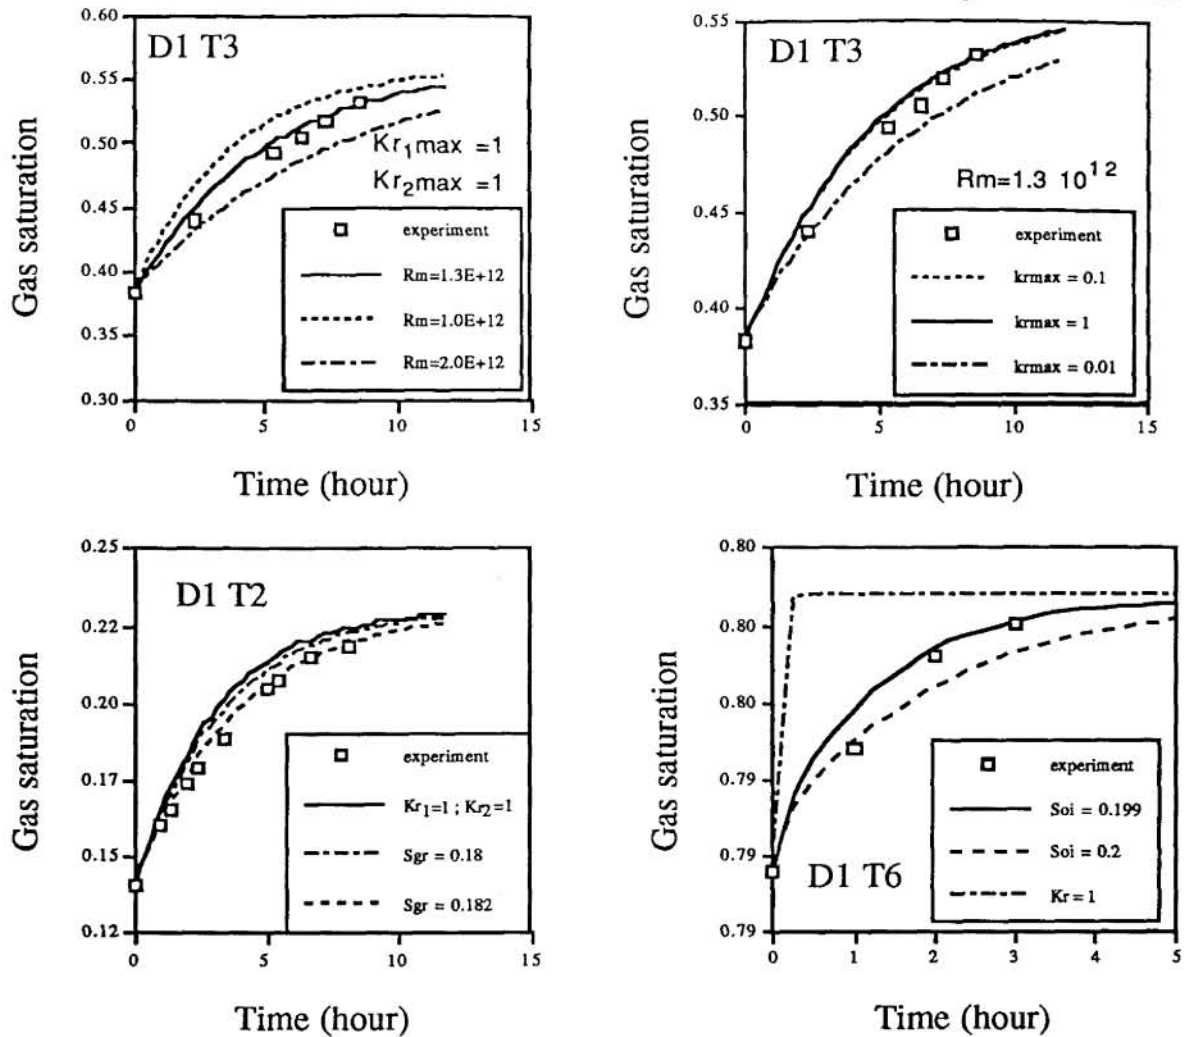 0.60
D1 T3
0.55
0.50
0.45
0.40
0.35
0.30
Gas saturation
Kr1max =1
Kr2max =1
experiment
Rm=1.3E+12
Rm=1.0E+12
Rm=2.0E+12
0 5 10 15
Time (hour)
0.55
D1 T3
0.50
0.45
0.40
0.35
Gas saturation
Rm=1.3 10^12
experiment
krmax = 0.1
krmax = 1
krmax = 0.01
0 5 10 15
Time (hour)
0.25
D1 T2
0.22
0.20
0.17
0.15
0.12
Gas saturation
experiment
Kr1=1 ; Kr2=1
Sgr = 0.18
Sgr = 0.182
0 5 10 15
Time (hour)
0.80
0.80
0.80
0.79
0.79
0.79
Gas saturation
D1 T6
experiment
Soi = 0.199
Soi = 0.2
Kr = 1
0 1 2 3 4 5
Time (hour)